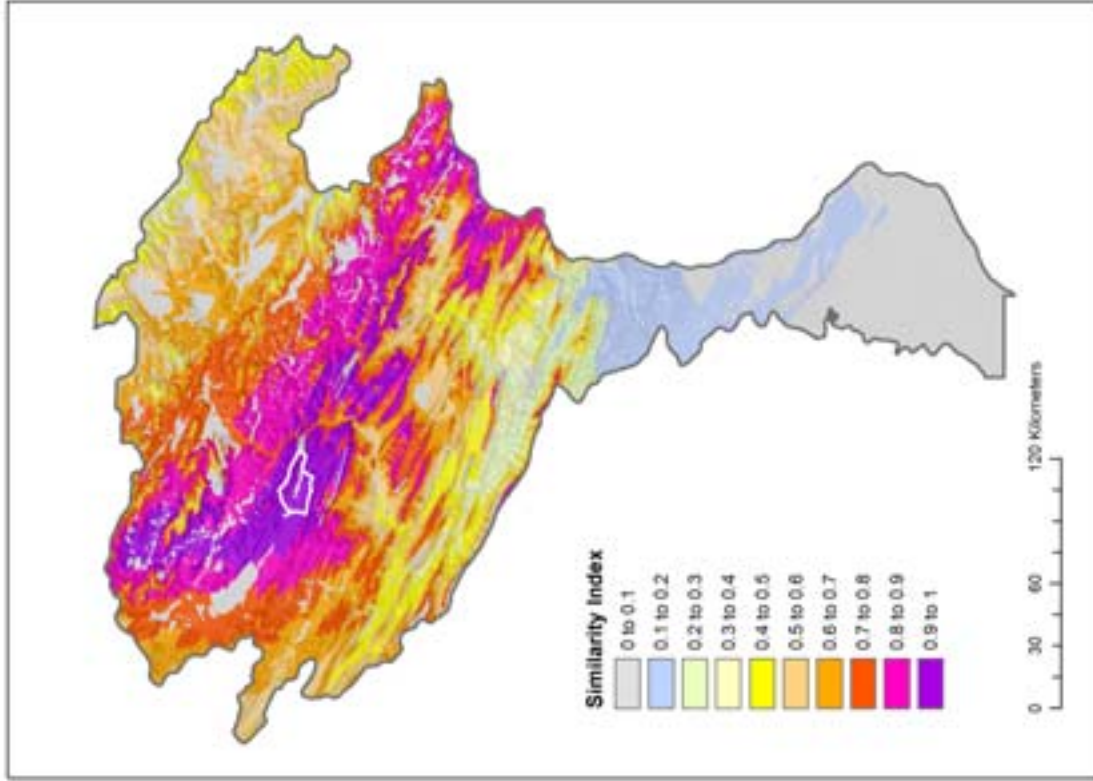 Similarity Index
0 to 0.1
0.1 to 0.2
0.2 to 0.3
0.3 to 0.4
0.4 to 0.5
0.5 to 0.6
0.6 to 0.7
0.7 to 0.8
0.8 to 0.9
0.9 to 1
0 30 60 120 Kilometers